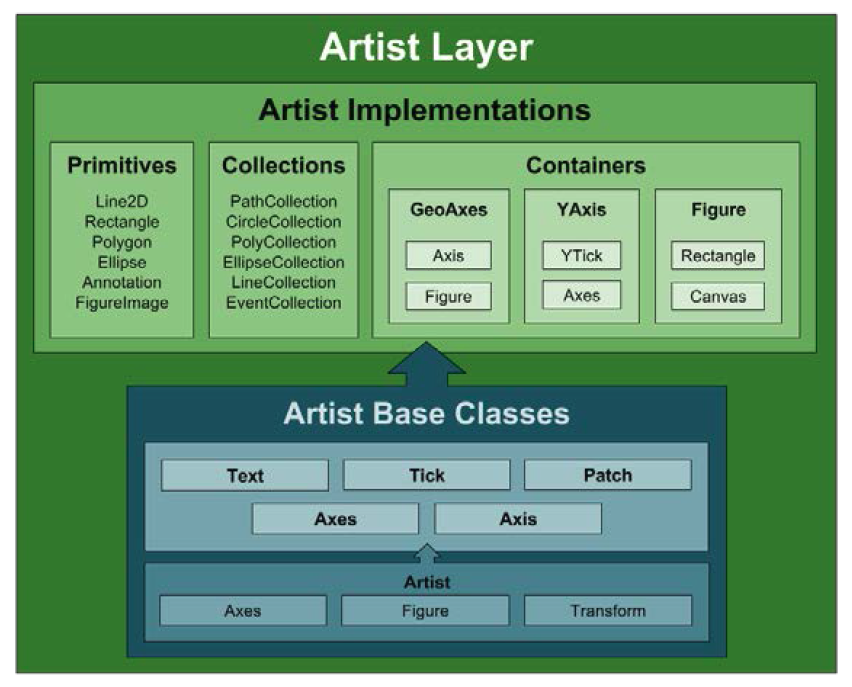 Artist Layer
Artist Implementations
Primitives
Line2D
Rectangle
Polygon
Ellipse
Annotation
FigureImage
Collections
PathCollection
CircleCollection
PolyCollection
EllipseCollection
LineCollection
EventCollection
Containers
GeoAxes
Axis
Figure
YAxis
YTick
Axes
Figure
Rectangle
Canvas
Artist Base Classes
Text
Tick
Patch
Axes
Axis
Artist
Axes
Figure
Transform